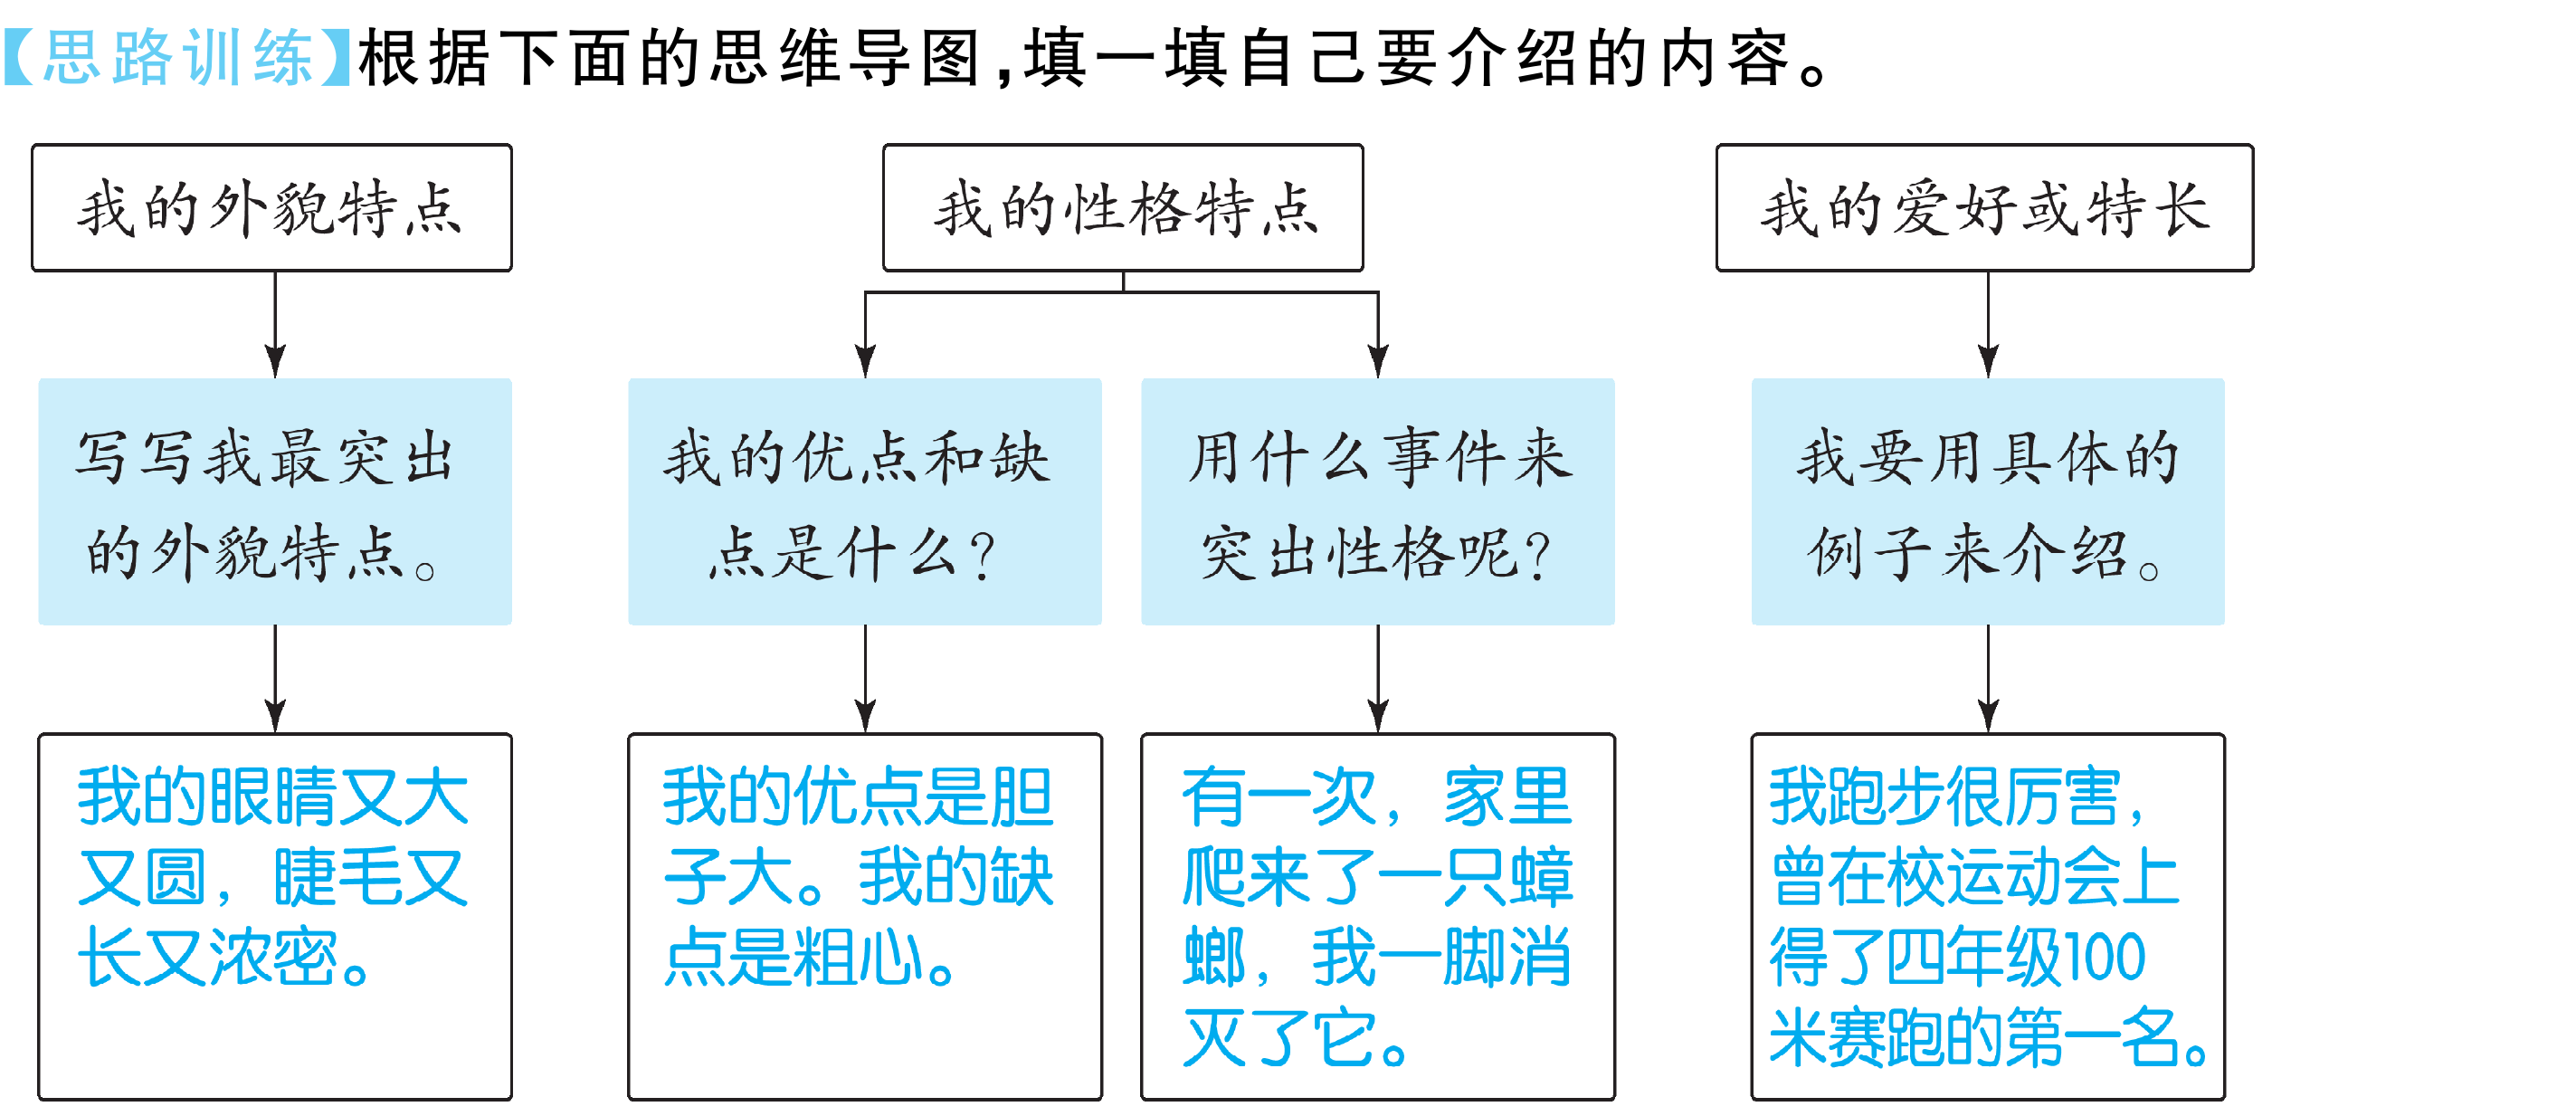 【思路训练】根据下面的思维导图,填一填自己要介绍的内容。
我的外貌特点
写写我最突出
的外貌特点。
我的眼睛又大
又圆，睫毛又
长又浓密。
我的性格特点
我的优点和缺
点是什么?
我的优点是胆
子大。我的缺
点是粗心。
用什么事件来
突出性格呢?
有一次，家里
爬来了一只蟑
螂，我一脚消
灭了它。
我的爱好或特长
我要用具体的
例子来介绍。
我跑步很厉害，
曾在校运动会上
得了四年级100
米赛跑的第一名。